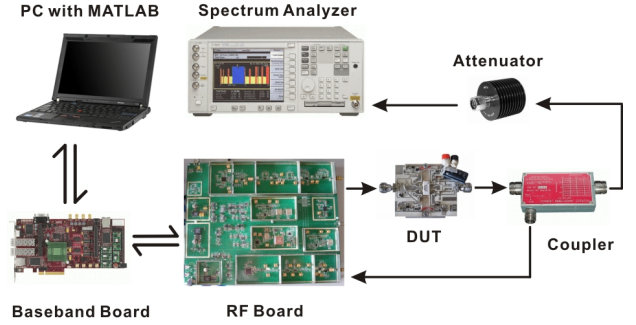 PC with MATLAB
Spectrum Analyzer
Attenuator
DUT
Coupler
Baseband Board
RF Board